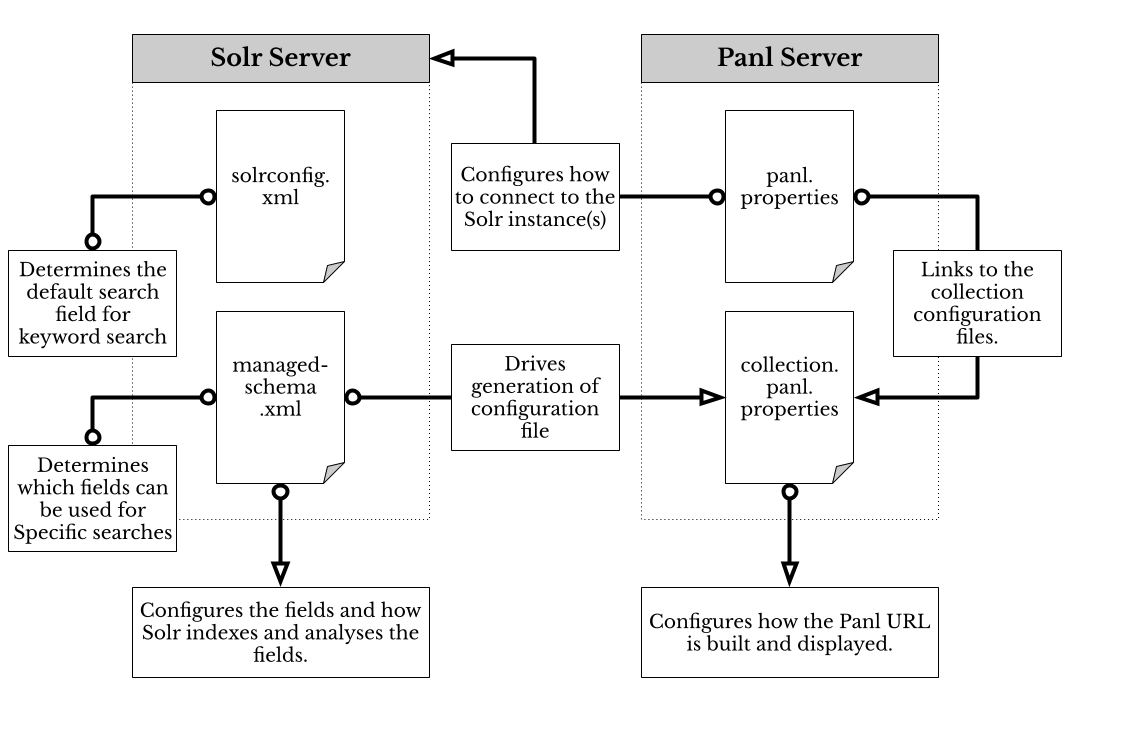 Solr Server
Panl Server
solrconfig.
xml
Configures how
to connect to the
Solr instance(s)
panl.
properties
Determines the
default search
field for
keyword search
Links to the
collection
configuration
files.
managed-
schema
.xml
Drives
generation of
configuration
file
collection.
panl.
properties
Determines
which fields can
be used for
Specific searches
Configures the fields and how
Solr indexes and analyses the
fields.
Configures how the Panl URL
is built and displayed.